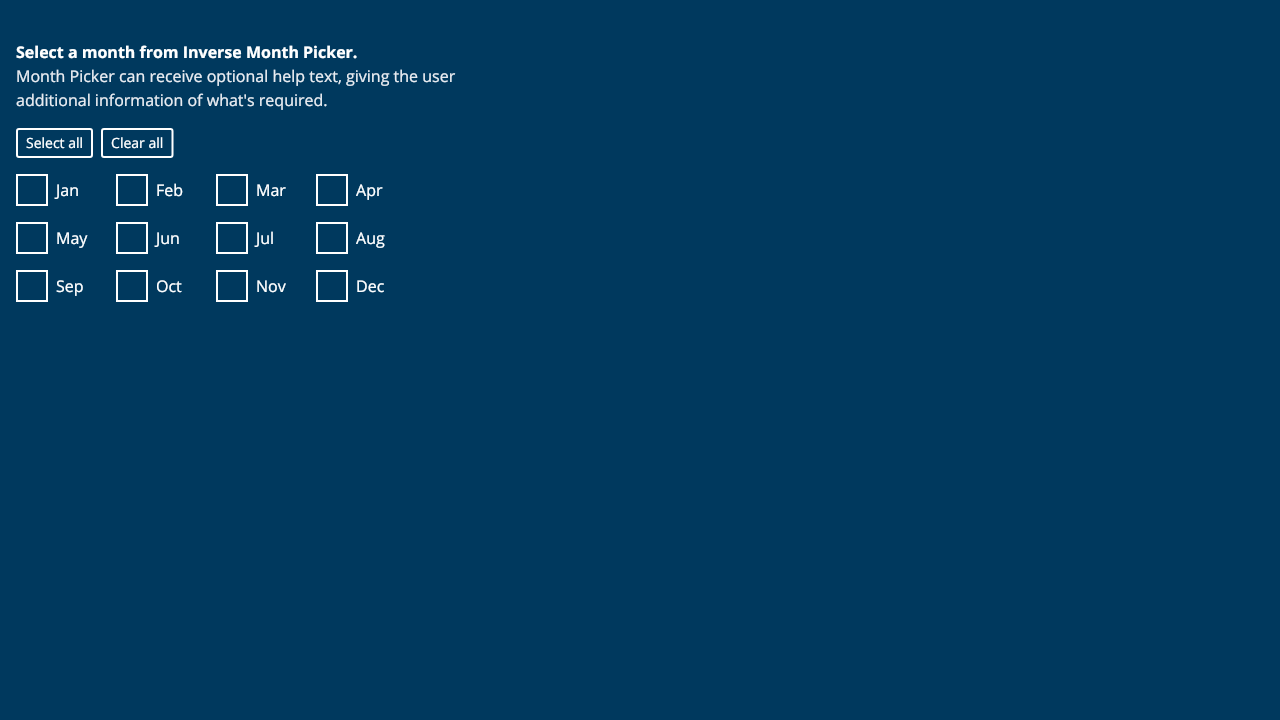 Select a month from Inverse Month Picker.
Month Picker can receive optional help text, giving the user
additional information of what's required.
Select all Clear all
Jan Feb Mar Apr
May Jun Jul Aug
Sep Oct Nov Dec